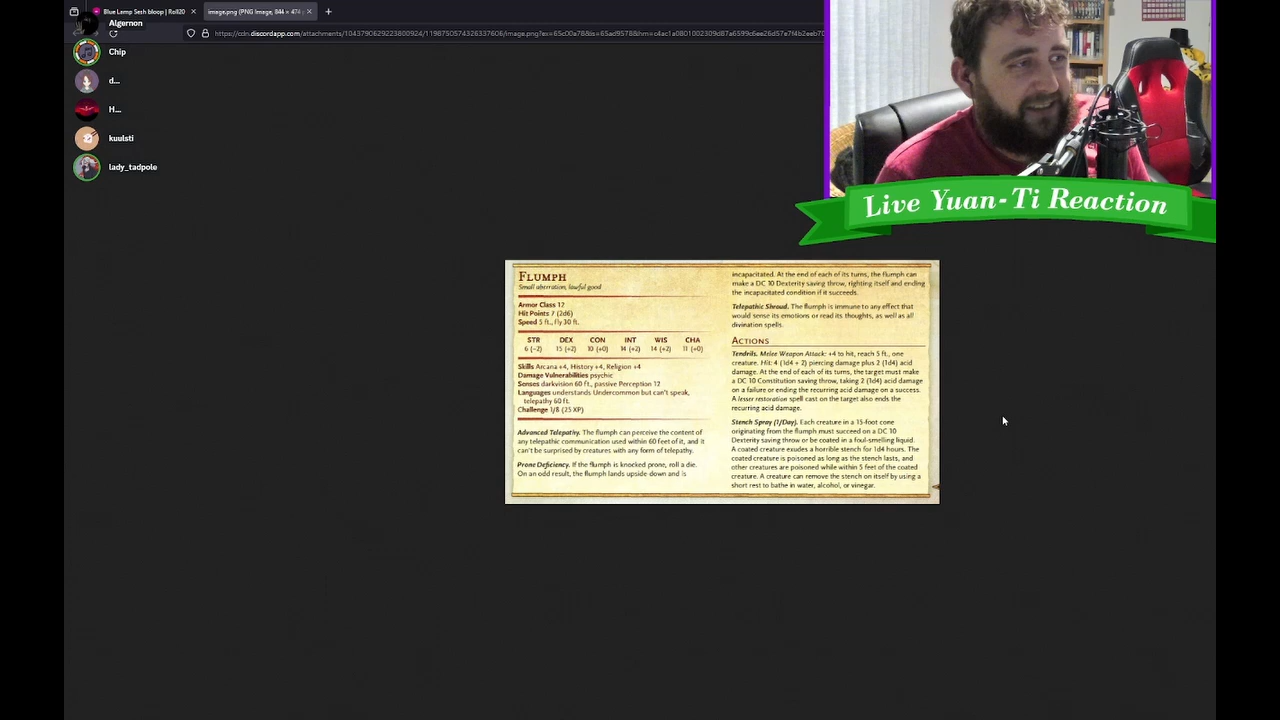 Blue Lamp Sesh bloop | Roll20
image.png (PNG Image, 844 × 474
Algernon
Chip
d...
H...
kuulsti
lady_tadpole
Live Yuan-Ti Reaction
FLUMPH
Small aberration, lawful good
Armor Class 12
Hit Points 7 (2d6)
Speed 5 ft., fly 30 ft.
STR DEX CON INT WIS CHA
6 (−2) 15 (+2) 10 (+0) 14 (+2) 14 (+2) 11 (+0)
Skills Arcana +4, History +4, Religion +4
Damage Vulnerabilities psychic
Senses darkvision 60 ft., passive Perception 12
Languages understands Undercommon but can't speak,
telepathy 60 ft.
Challenge 1/8 (25 XP)
Advanced Telepathy. The flumph can perceive the content of
any telepathic communication used within 60 feet of it, and it
can't be surprised by creatures with any form of telepathy.
Prone Deficiency. If the flumph is knocked prone, roll a die.
On an odd result, the flumph lands upside-down and is
incapacitated. At the end of each of its turns, the flumph can
make a DC 10 Dexterity saving throw, righting itself and ending
the incapacitated condition if it succeeds.
Telepathic Shroud. The flumph is immune to any effect that
would sense its emotions or read its thoughts, as well as all
divination spells.
ACTIONS
Tendrils. Melee Weapon Attack: +4 to hit, reach 5 ft., one
creature. Hit: 4 (1d4 + 2) piercing damage plus 2 (1d4) acid
damage. At the end of each of its turns, the target must make
a DC 10 Constitution saving throw, taking 2 (1d4) acid damage
on a failure or ending the recurring acid damage on a success.
A lesser restoration spell cast on the target also ends the
recurring acid damage.
Stench Spray (1/Day). Each creature in a 15-foot cone
originating from the flumph must succeed on a DC 10
Dexterity saving throw or be coated in a foul-smelling liquid.
A coated creature exudes a horrible stench for 1d4 hours. The
coated creature is poisoned as long as the stench lasts, and
other creatures are poisoned while within 5 feet of the coated
creature. A creature can remove the stench on itself by using a
short rest to bathe in water, alcohol, or vinegar.